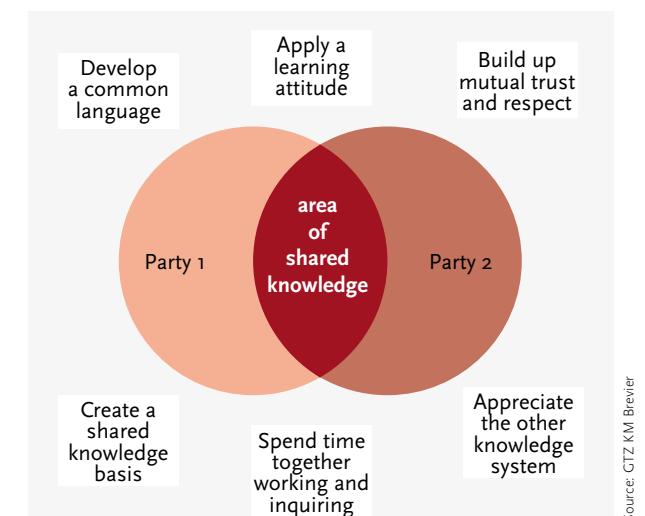 Develop
a common
language
Apply a
learning
attitude
Build up
mutual trust
and respect
Party 1
area
of
shared
knowledge
Party 2
Create a
shared
knowledge
basis
Spend time
together
working and
inquiring
Appreciate
the other
knowledge
system
Source: GTZ KM Brevier